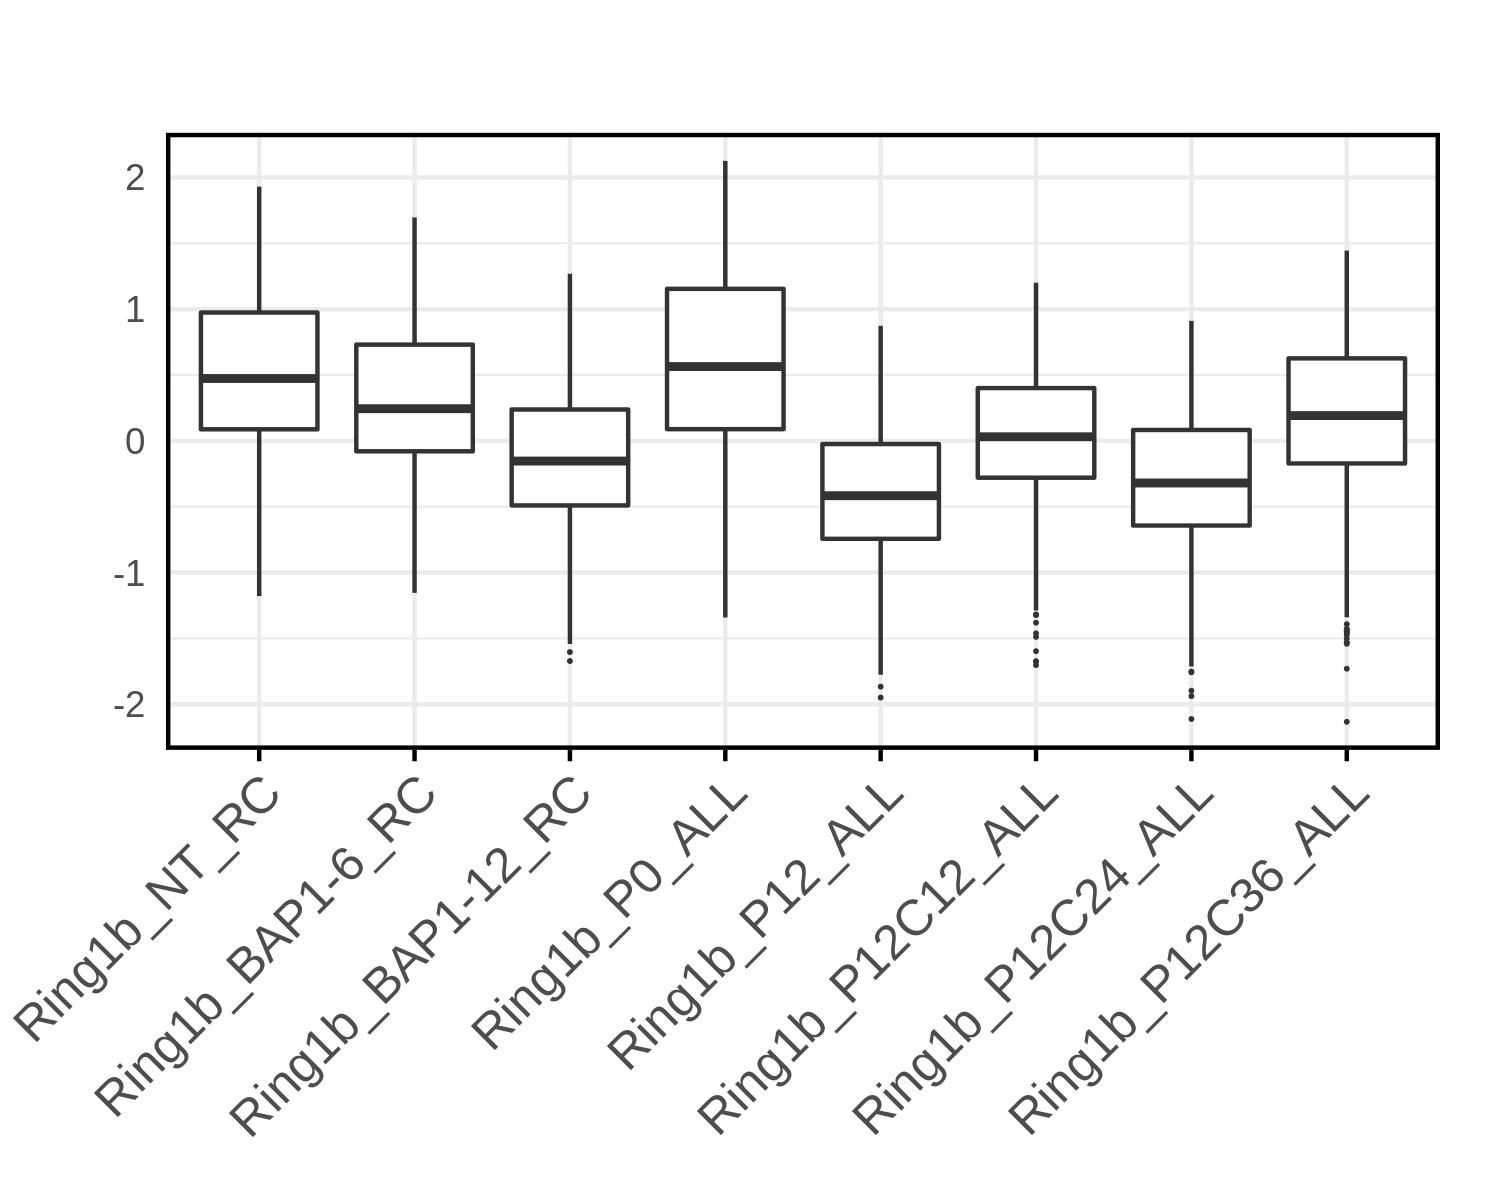 2
1
0
-1
-2
Ring1b_NT_RC
Ring1b_BAP1-6_RC
Ring1b_BAP1-12_RC
Ring1b_P0_ALL
Ring1b_P12_ALL
Ring1b_P12C12_ALL
Ring1b_P12C24_ALL
Ring1b_P12C36_ALL